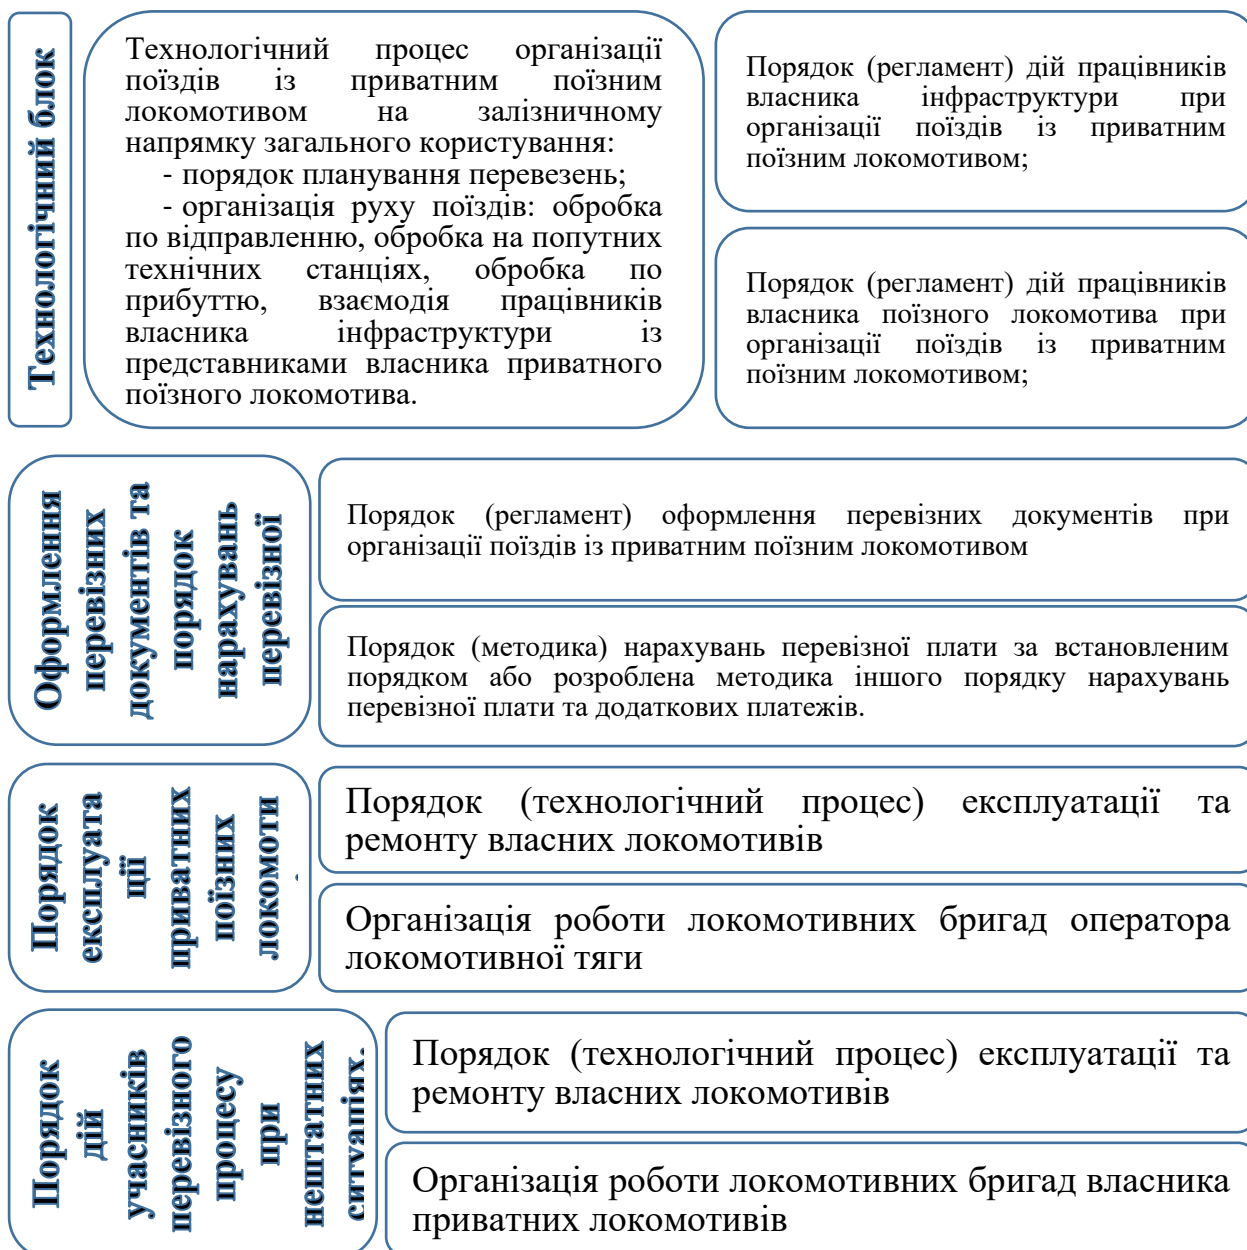 Технологічний блок
Технологічний процес організації
поїздів із приватним поїзним
локомотивом на залізничному
напрямку загального користування:
- порядок планування перевезень;
- організація руху поїздів: обробка
по відправленню, обробка на попутних
технічних станціях, обробка по
прибуттю, взаємодія працівників
власника інфраструктури із
представниками власника приватного
поїзного локомотива.
Порядок (регламент) дій працівників
власника інфраструктури при
організації поїздів із приватним
поїзним локомотивом;
Порядок (регламент) дій працівників
власника поїзного локомотива при
організації поїздів із приватним
поїзним локомотивом;
Оформлення
перевізних
документів та
порядок
нарахувань
перевізної
Порядок (регламент) оформлення перевізних документів при
організації поїздів із приватним поїзним локомотивом
Порядок (методика) нарахувань перевізної плати за встановленим
порядком або розроблена методика іншого порядку нарахувань
перевізної плати та додаткових платежів.
Порядок
експлуата
ції
приватних
поїзних
локомоти
Порядок (технологічний процес) експлуатації та
ремонту власних локомотивів
Організація роботи локомотивних бригад оператора
локомотивної тяги
Порядок
дій
учасників
перевізного
процесу
при
нештатних
ситуаціях.
Порядок (технологічний процес) експлуатації та
ремонту власних локомотивів
Організація роботи локомотивних бригад власника
приватних локомотивів